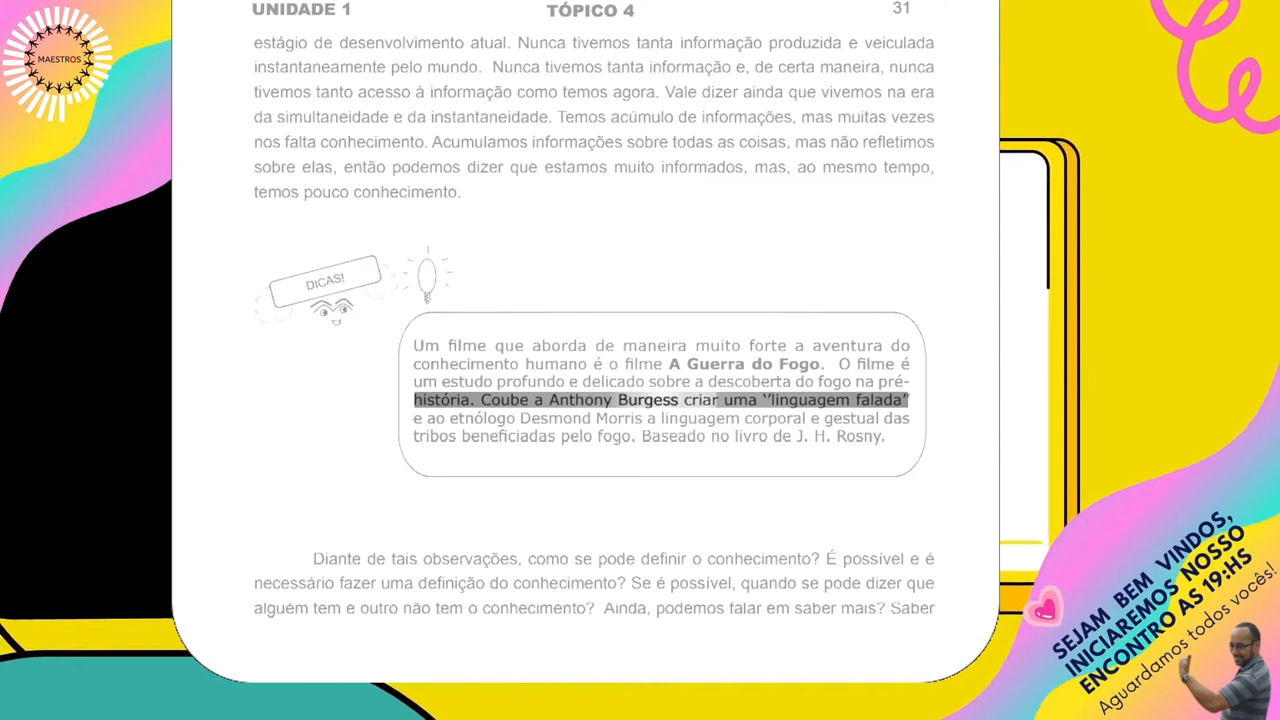 MAESTROS
UNIDADE 1
TÓPICO 4
31
estágio de desenvolvimento atual. Nunca tivemos tanta informação produzida e veiculada
instantaneamente pelo mundo. Nunca tivemos tanta informação e, de certa maneira, nunca
tivemos tanto acesso à informação como temos agora. Vale dizer ainda que vivemos na era
da simultaneidade e da instantaneidade. Temos acúmulo de informações, mas muitas vezes
nos falta conhecimento. Acumulamos informações sobre todas as coisas, mas não refletimos
sobre elas, então podemos dizer que estamos muito informados, mas, ao mesmo tempo,
temos pouco conhecimento.
DICAS!
Um filme que aborda de maneira muito forte a aventura do
conhecimento humano é o filme A Guerra do Fogo. O filme é
um estudo profundo e delicado sobre a descoberta do fogo na pré-
história. Coube a Anthony Burgess criar uma ‘’linguagem falada”
e ao etnólogo Desmond Morris a linguagem corporal e gestual das
tribos beneficiadas pelo fogo. Baseado no livro de J. H. Rosny.
Diante de tais observações, como se pode definir o conhecimento? É possível e é
necessário fazer uma definição do conhecimento? Se é possível, quando se pode dizer que
alguém tem e outro não tem o conhecimento? Ainda, podemos falar em saber mais? Saber
SEJAM BEM VINDOS,
INICIAREMOS NOSSO
ENCONTRO AS 19:HS
Aguardamos todos vocês!